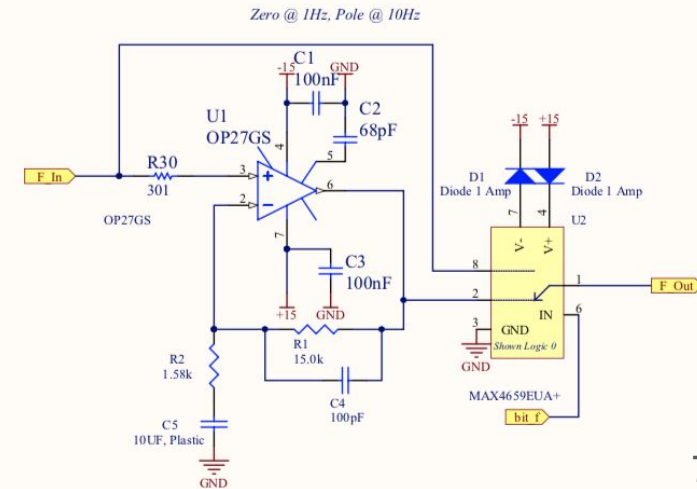 Zero @ 1Hz, Pole @ 10Hz
-15
C1
100nF
GND
C2
68pF
U1
OP27GS
4
5
F_In
R30
301
3
2
6
7
OP27GS
C3
100nF
+15
GND
R1
15.0k
C4
100pF
R2
1.58k
C5
10UF, Plastic
GND
-15
+15
D1
Diode 1 Amp
D2
Diode 1 Amp
7
4
U2
V-
V+
8
2
1
F_Out
IN
6
3
GND
Shown Logic 0
GND
MAX4659EUA+
bit f